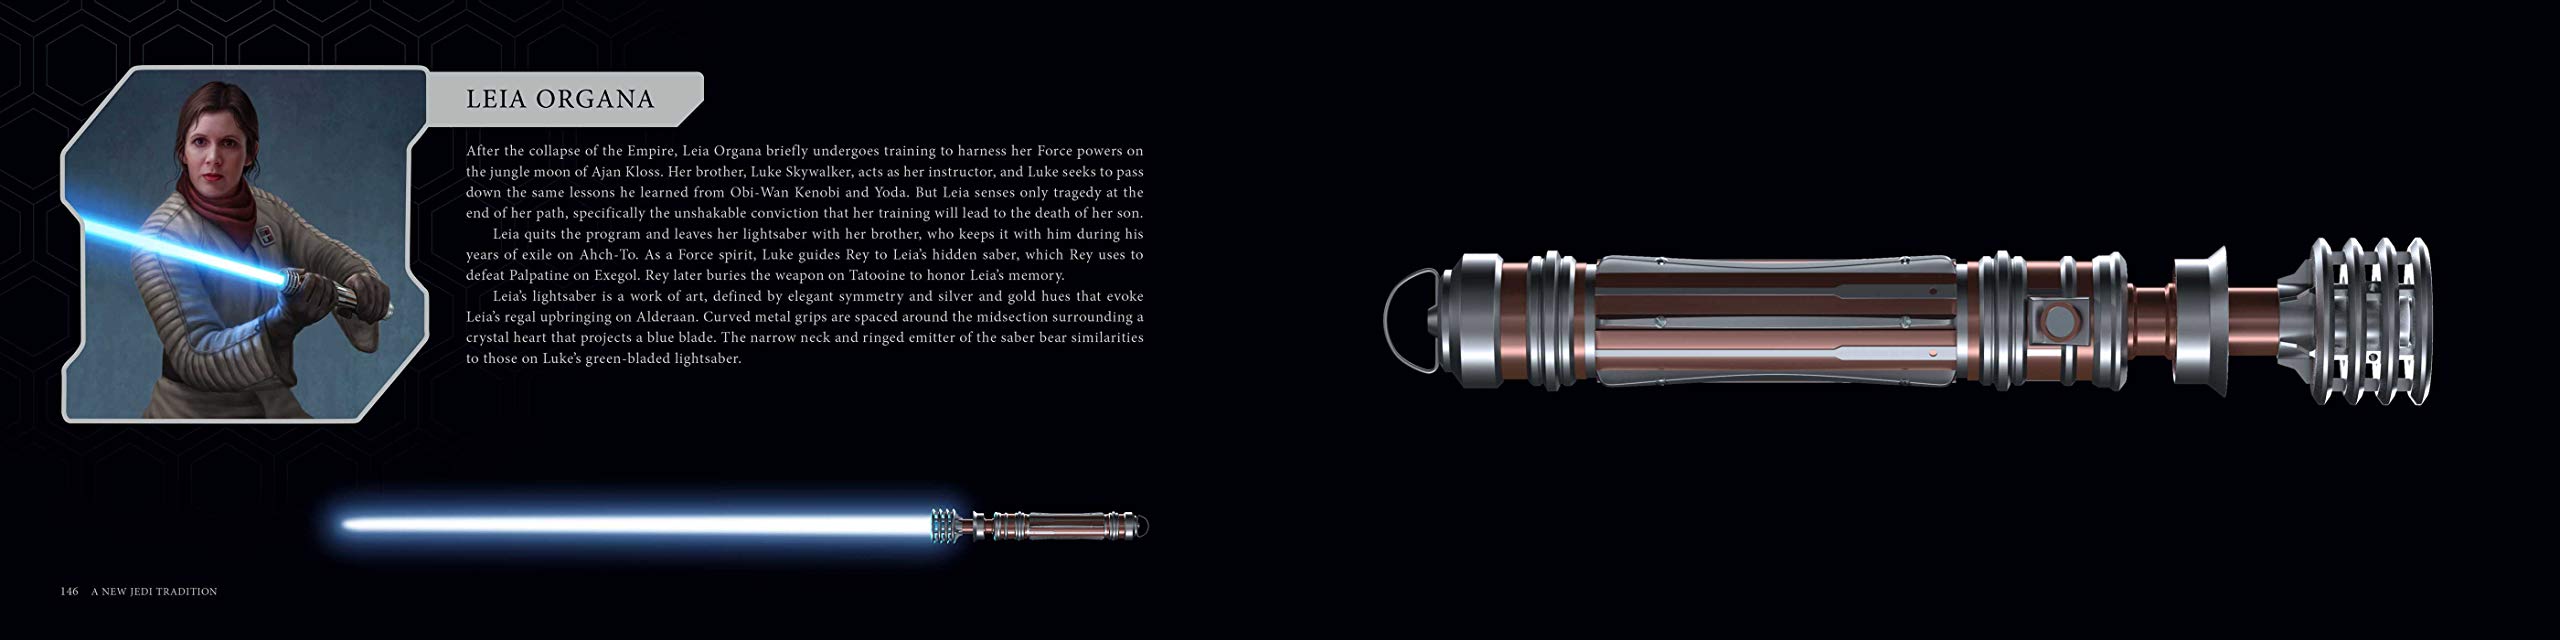 LEIA ORGANA
After the collapse of the Empire, Leia Organa briefly undergoes training to harness her Force powers on
the jungle moon of Ajan Kloss. Her brother, Luke Skywalker, acts as her instructor, and Luke seeks to pass
down the same lessons he learned from Obi-Wan Kenobi and Yoda. But Leia senses only tragedy at the
end of her path, specifically the unshakable conviction that her training will lead to the death of her son.
Leia quits the program and leaves her lightsaber with her brother, who keeps it with him during his
years of exile on Ahch-To. As a Force spirit, Luke guides Rey to Leia’s hidden saber, which Rey uses to
defeat Palpatine on Exegol. Rey later buries the weapon on Tatooine to honor Leia’s memory.
Leia’s lightsaber is a work of art, defined by elegant symmetry and silver and gold hues that evoke
Leia’s regal upbringing on Alderaan. Curved metal grips are spaced around the midsection surrounding a
crystal heart that projects a blue blade. The narrow neck and ringed emitter of the saber bear similarities
to those on Luke’s green-bladed lightsaber.
146 A NEW JEDI TRADITION